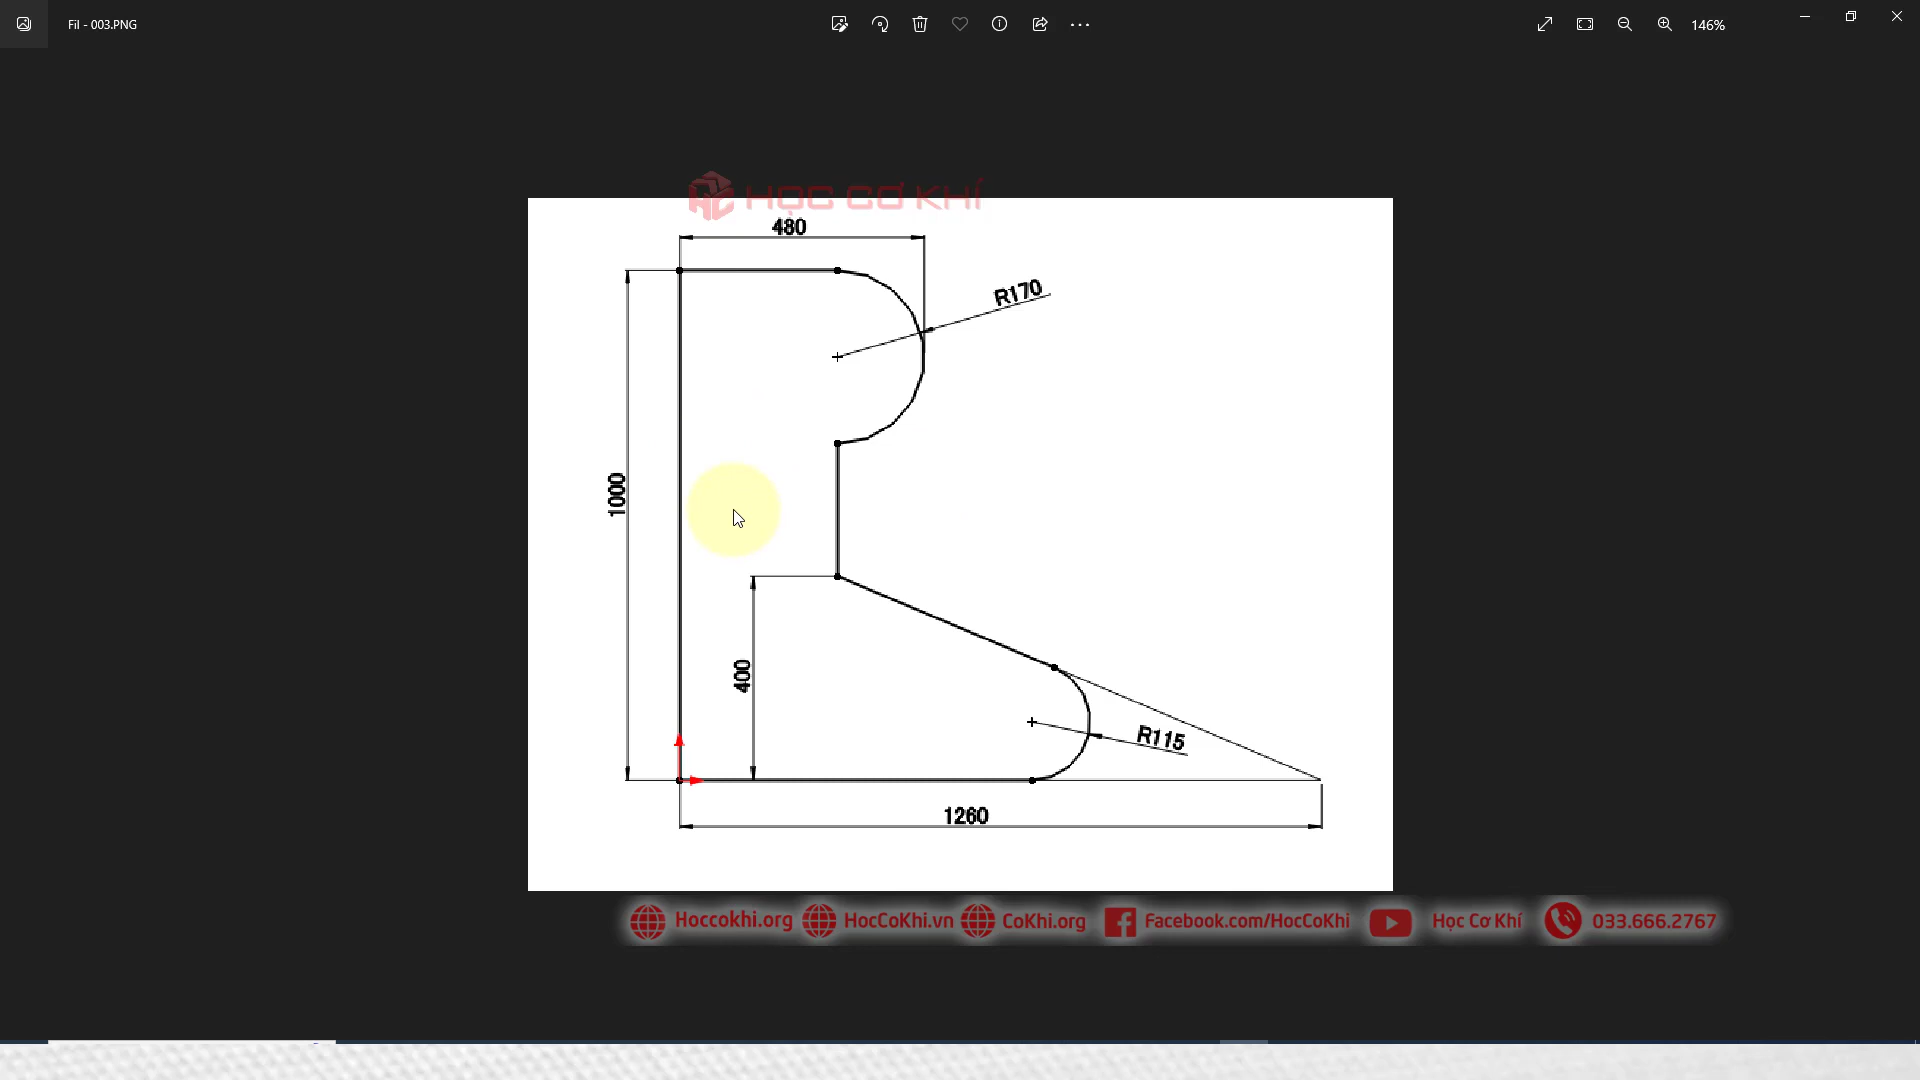 Fil - 003.PNG
146%
HỌC CƠ KHÍ
480
R170
1000
400
R115
1260
Hoccokhi.org HocCoKhi.vn CoKhi.org Facebook.com/HocCoKhi Học Cơ Khí 033.666.2767